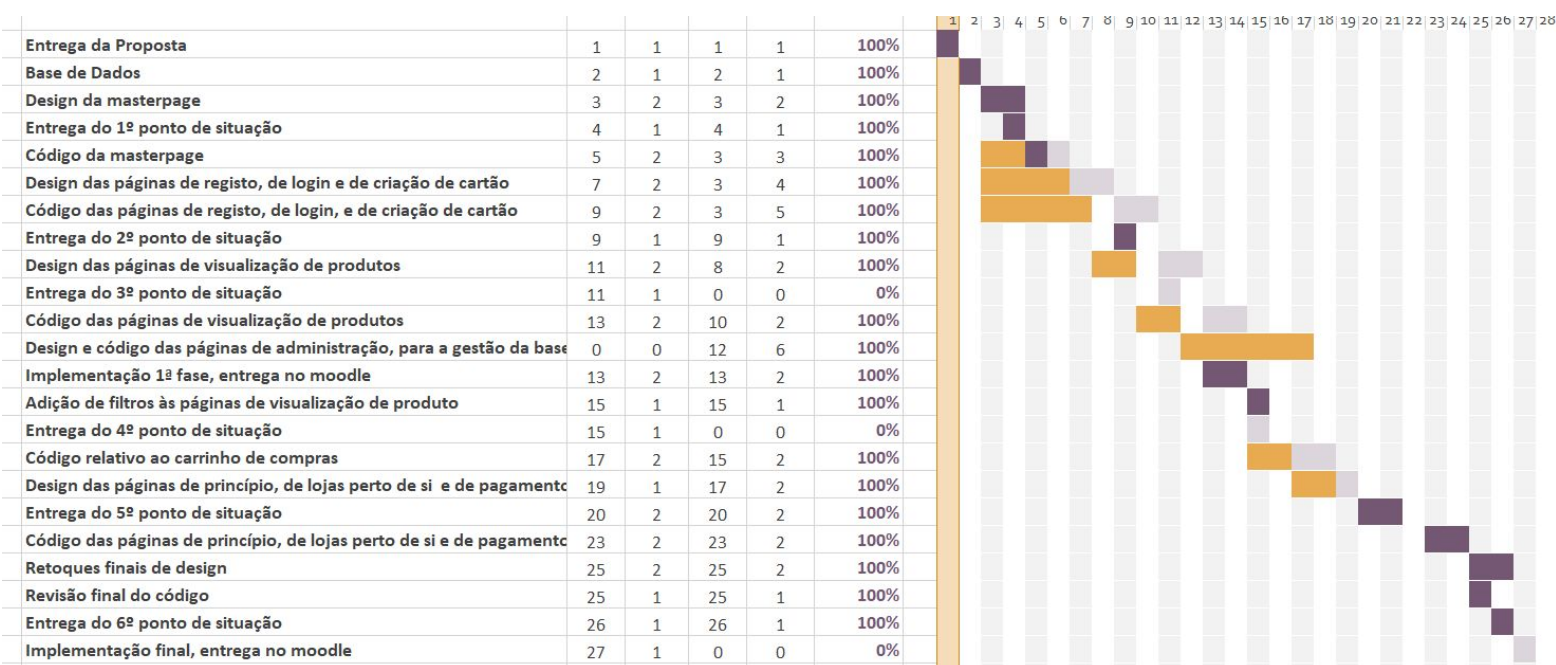 1 2 3 4 5 6 7 8 9 10 11 12 13 14 15 16 17 18 19 20 21 22 23 24 25 26 27 28
Entrega da Proposta 1 1 1 1 100%
Base de Dados 2 1 2 1 100%
Design da masterpage 3 2 3 2 100%
Entrega do 1º ponto de situação 4 1 4 1 100%
Código da masterpage 5 2 3 3 100%
Design das páginas de registo, de login e de criação de cartão 7 2 3 4 100%
Código das páginas de registo, de login, e de criação de cartão 9 2 3 5 100%
Entrega do 2º ponto de situação 9 1 9 1 100%
Design das páginas de visualização de produtos 11 2 8 2 100%
Entrega do 3º ponto de situação 11 1 0 0 0%
Código das páginas de visualização de produtos 13 2 10 2 100%
Design e código das páginas de administração, para a gestão da base 0 0 12 6 100%
Implementação 1ª fase, entrega no moodle 13 2 13 2 100%
Adição de filtros às páginas de visualização de produto 15 1 15 1 100%
Entrega do 4º ponto de situação 15 1 0 0 0%
Código relativo ao carrinho de compras 17 2 15 2 100%
Design das páginas de princípio, de lojas perto de si e de pagamento 19 1 17 2 100%
Entrega do 5º ponto de situação 20 2 20 2 100%
Código das páginas de princípio, de lojas perto de si e de pagamento 23 2 23 2 100%
Retoques finais de design 25 2 25 2 100%
Revisão final do código 25 1 25 1 100%
Entrega do 6º ponto de situação 26 1 26 1 100%
Implementação final, entrega no moodle 27 1 0 0 0%